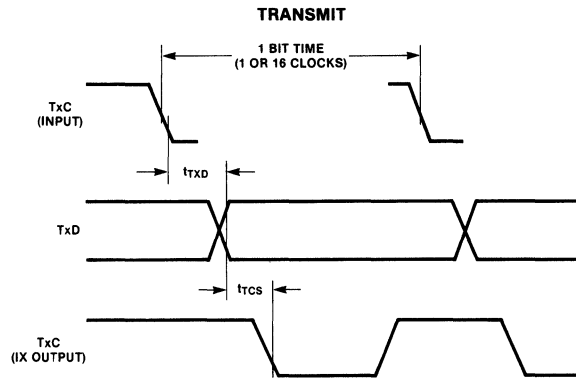 TRANSMIT
1 BIT TIME
(1 OR 16 CLOCKS)
TxC
(INPUT)
tTXD
TxD
tTCS
TxC
(IX OUTPUT)